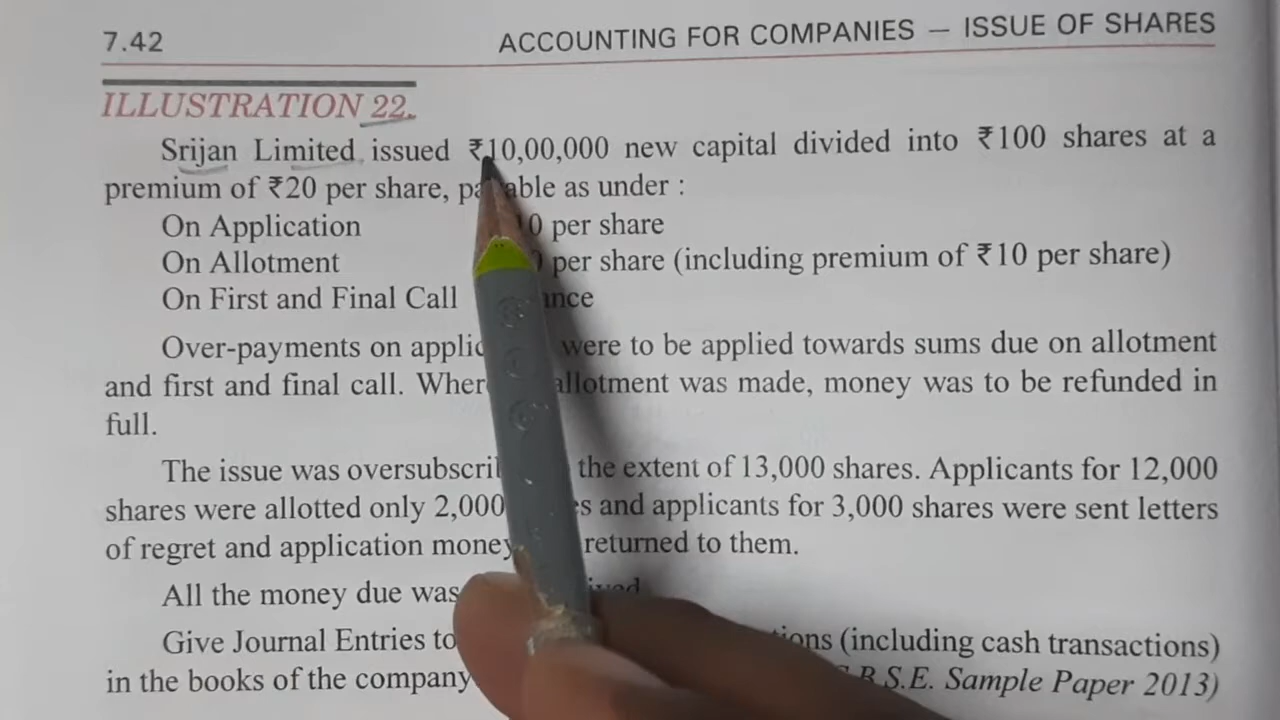 7.42 ACCOUNTING FOR COMPANIES — ISSUE OF SHARES
ILLUSTRATION 22.
Srijan Limited issued ₹10,00,000 new capital divided into ₹100 shares at a
premium of ₹20 per share, payable as under :
On Application 0 per share
On Allotment per share (including premium of ₹10 per share)
On First and Final Call
Over-payments on were to be applied towards sums due on allotment
and first and final call. allotment was made, money was to be refunded in
full.
The issue was the extent of 13,000 shares. Applicants for 12,000
shares were allotted only 2,000 and applicants for 3,000 shares were sent letters
of regret and application money returned to them.
All the money due was
Give Journal Entries to (including cash transactions)
in the books of the company B.S.E. Sample Paper 2013)